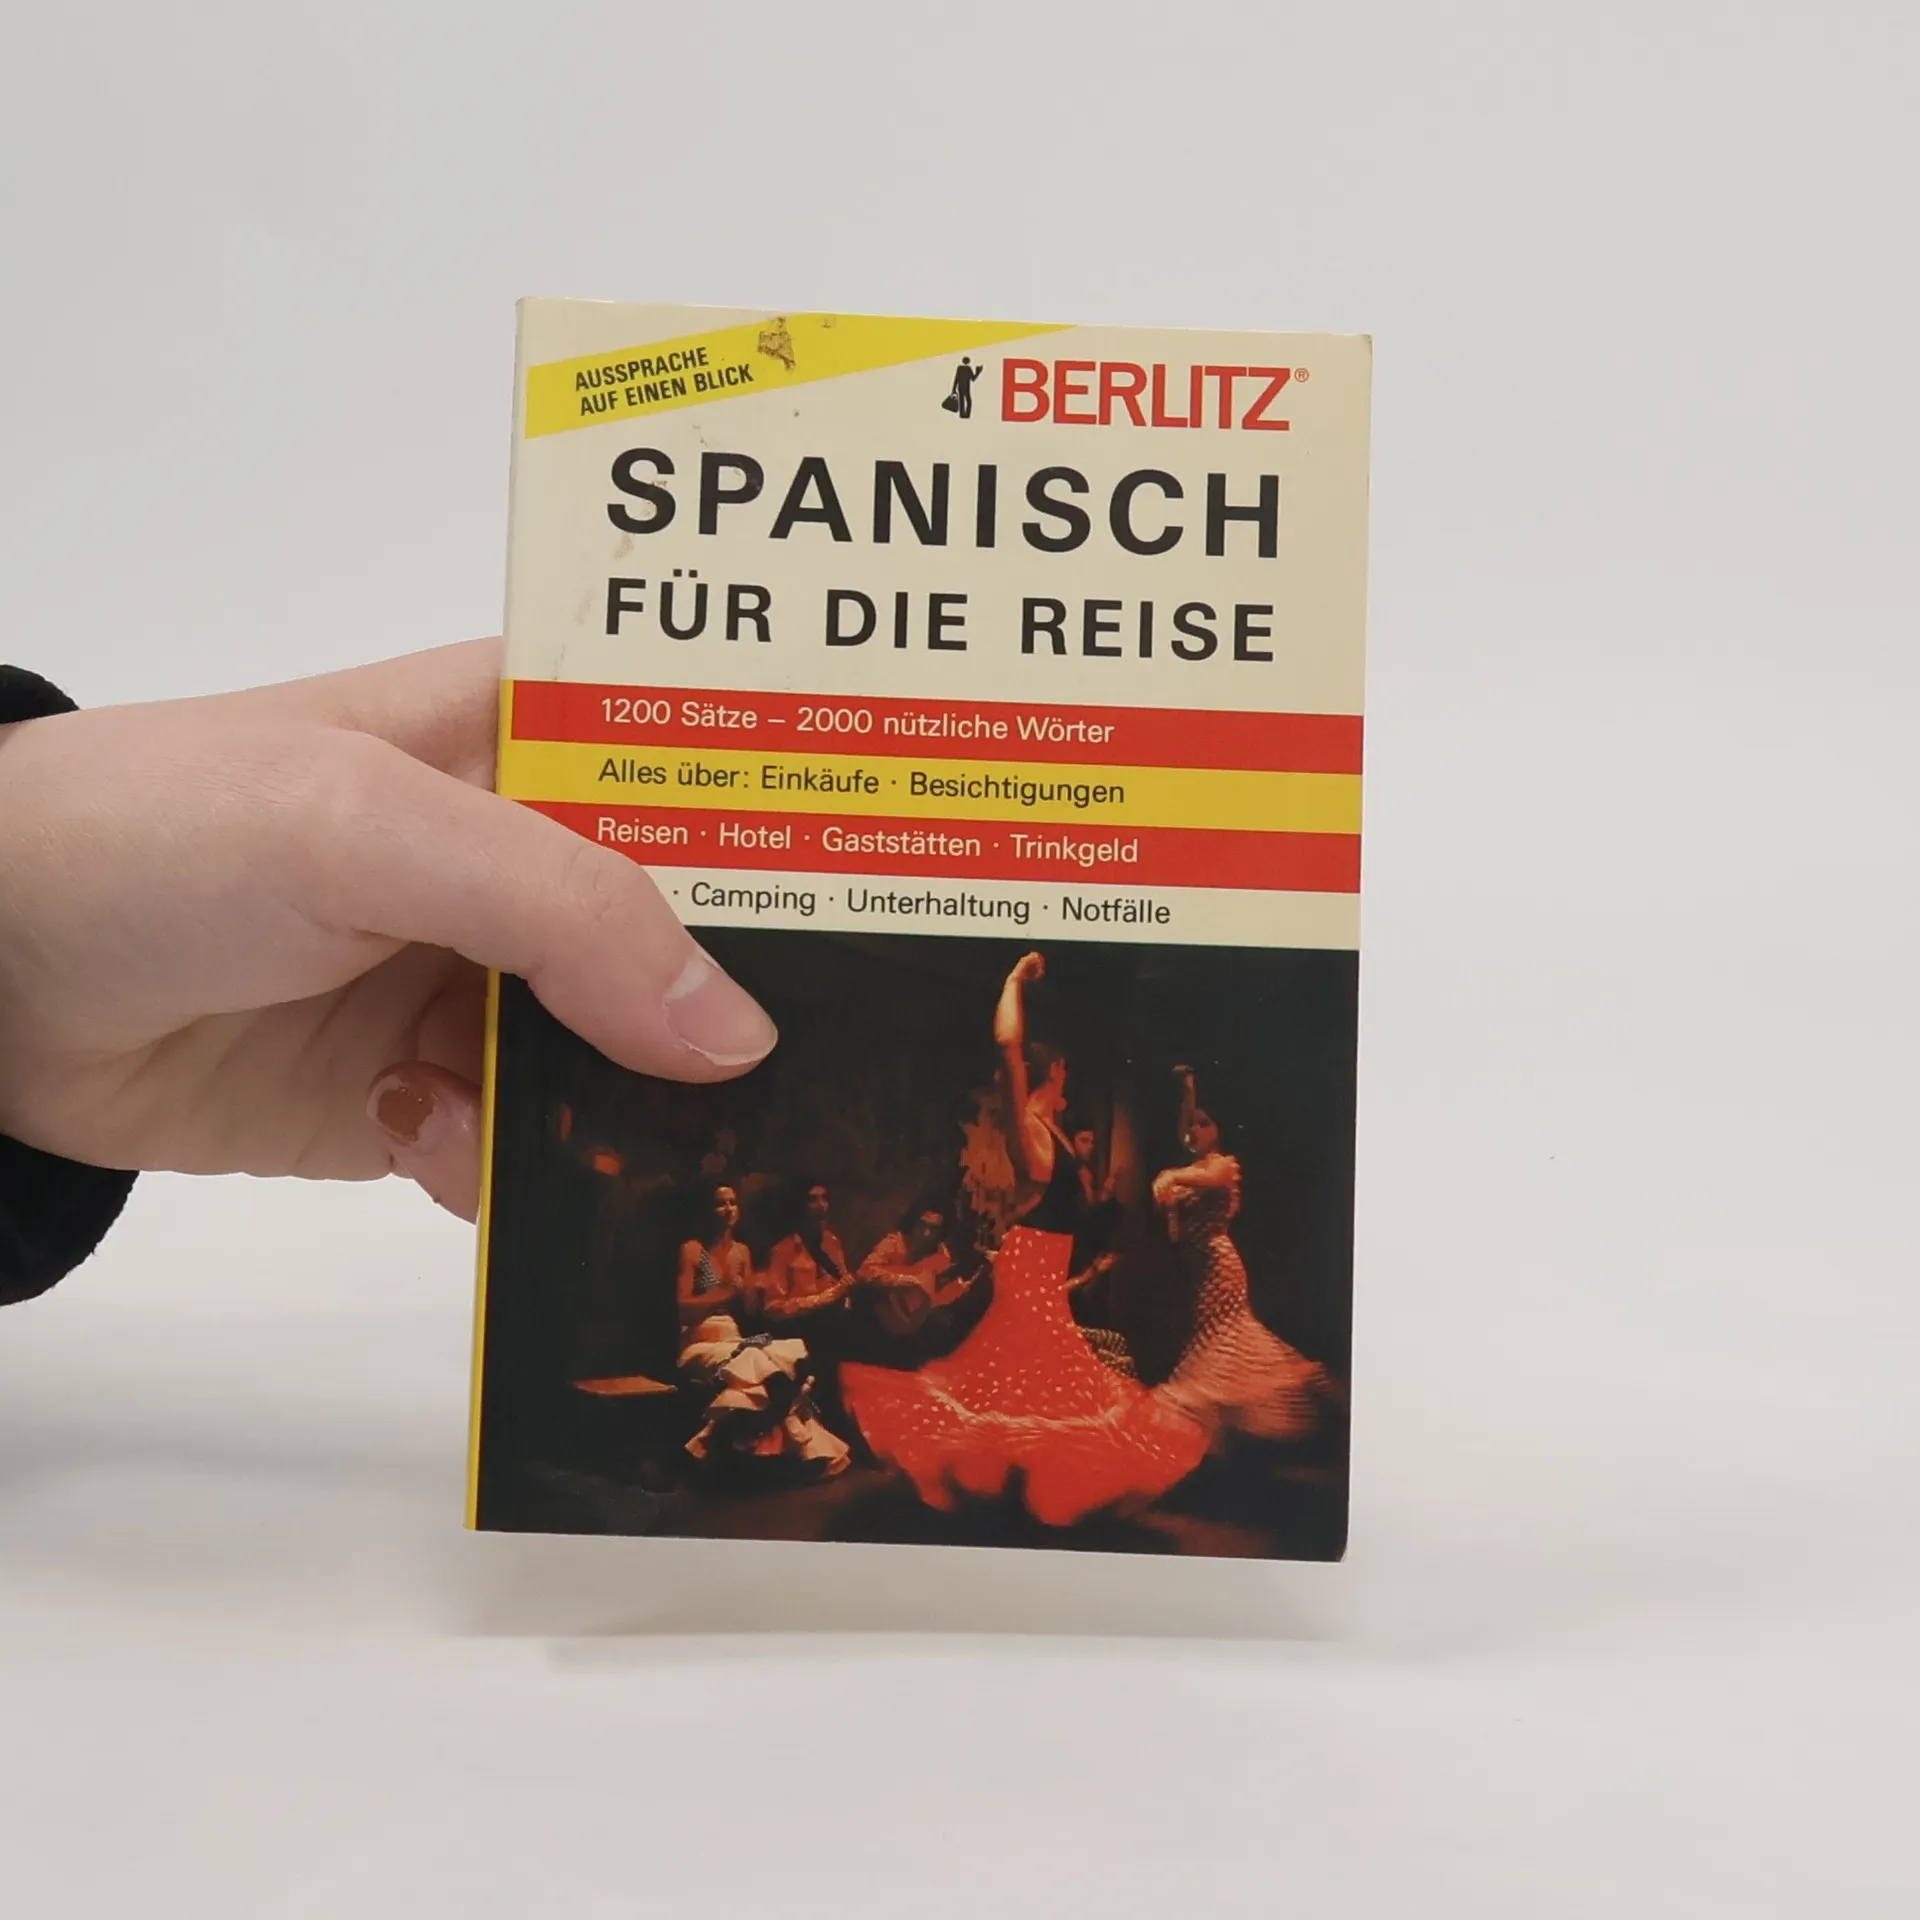 AUSSPRACHE
AUF EINEN BLICK
BERLITZ®
SPANISCH
FÜR DIE REISE
1200 Sätze – 2000 nützliche Wörter
Alles über: Einkäufe · Besichtigungen
Reisen · Hotel · Gaststätten · Trinkgeld
· Camping · Unterhaltung · Notfälle